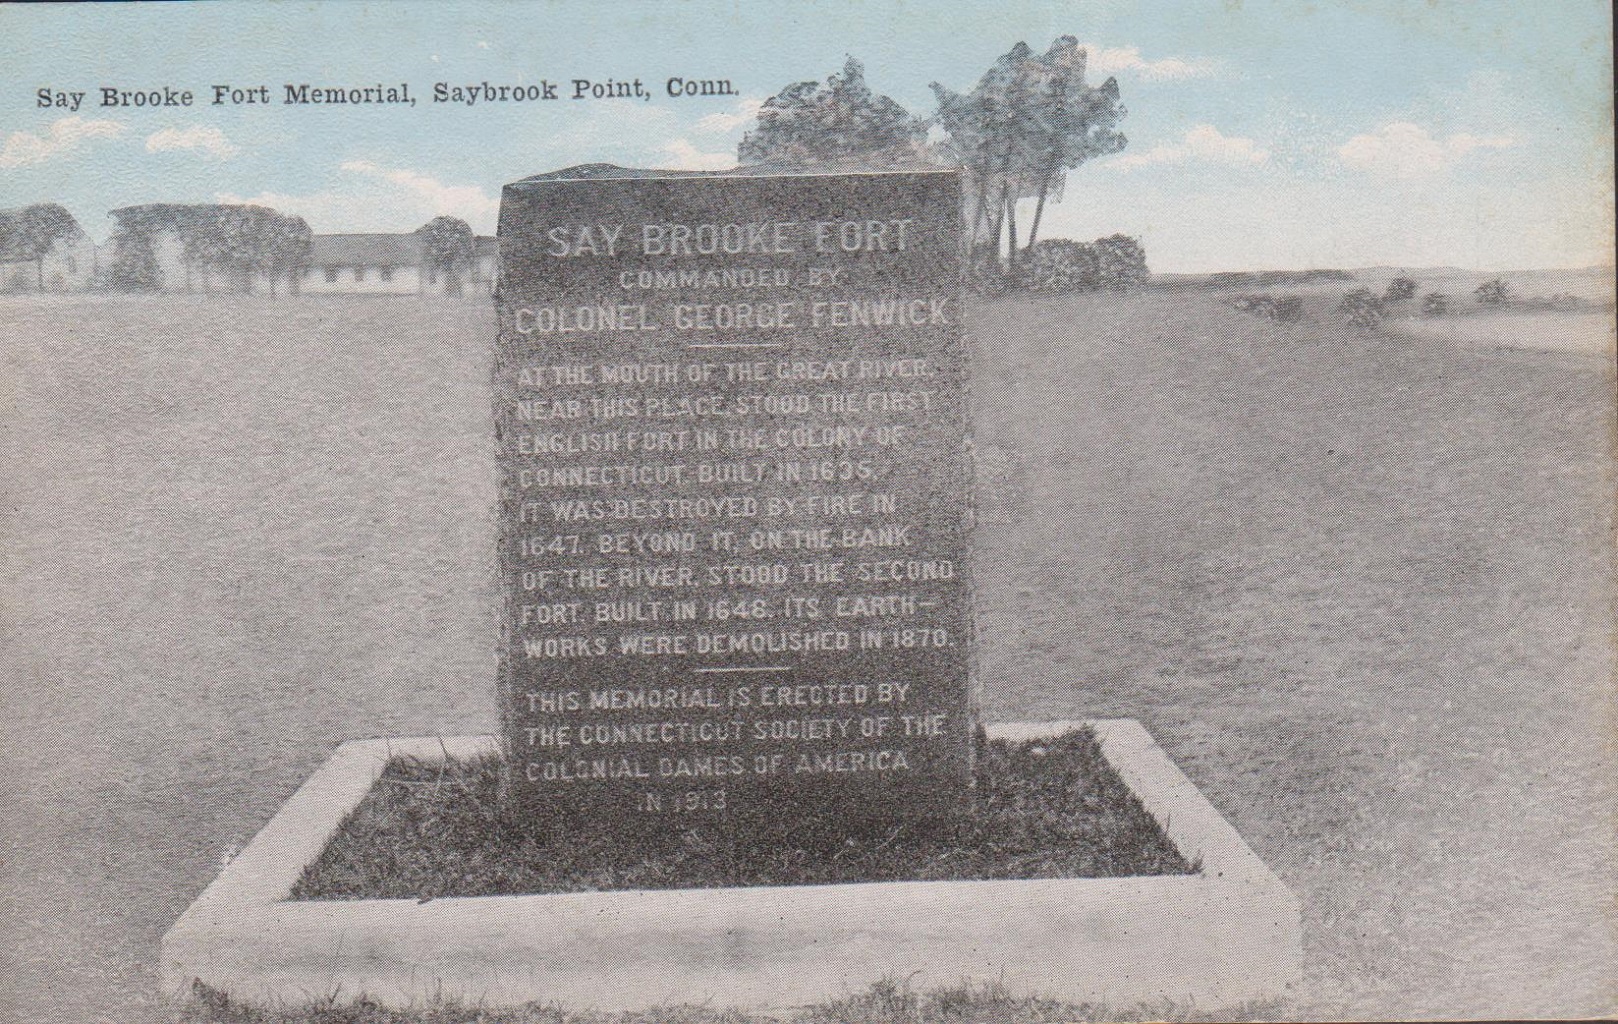 Say Brooke Fort Memorial, Saybrook Point, Conn.
SAY BROOKE FORT
COMMANDED BY
COLONEL GEORGE FENWICK
AT THE MOUTH OF THE GREAT RIVER,
NEAR THIS PLACE, STOOD THE FIRST
ENGLISH FORT IN THE COLONY OF
CONNECTICUT, BUILT IN 1635.
IT WAS DESTROYED BY FIRE IN
1647. BEYOND IT, ON THE BANK
OF THE RIVER, STOOD THE SECOND
FORT, BUILT IN 1648. ITS EARTH-
WORKS WERE DEMOLISHED IN 1870.
THIS MEMORIAL IS ERECTED BY
THE CONNECTICUT SOCIETY OF THE
COLONIAL DAMES OF AMERICA
IN 1913